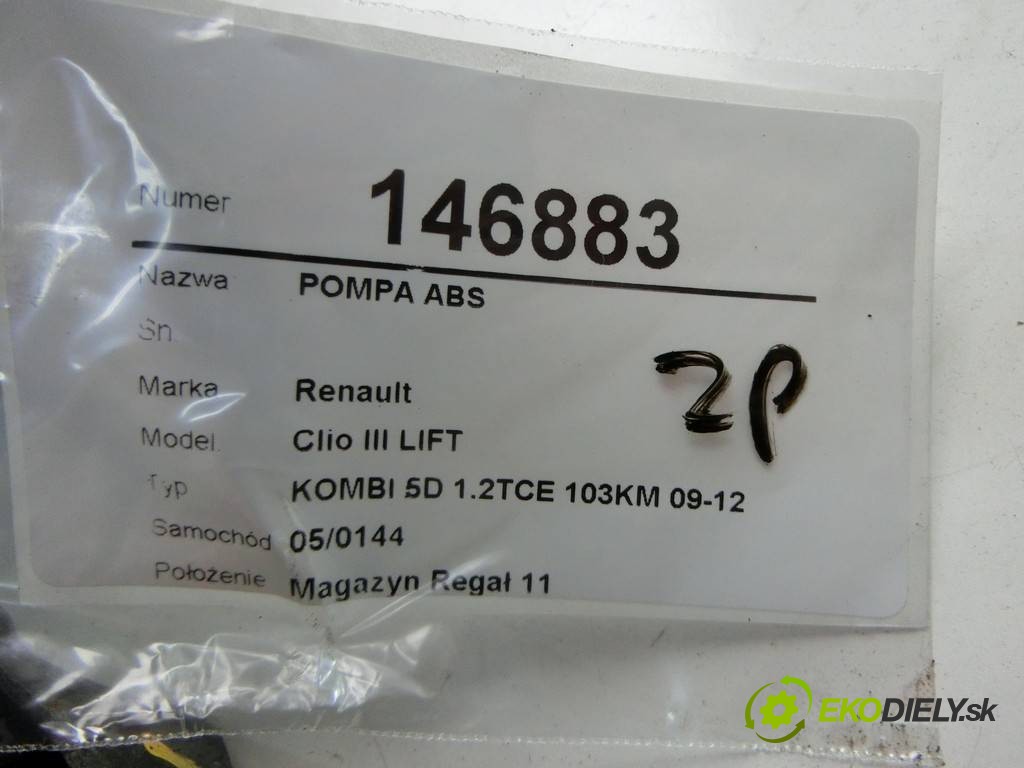 Numer 146883
Nazwa POMPA ABS
Sn.
Marka Renault
Model. Clio III LIFT
Typ KOMBI 5D 1.2TCE 103KM 09-12
Samochód 05/0144
Położenie Magazyn Regał 11
ZP
EKODIELY.sk